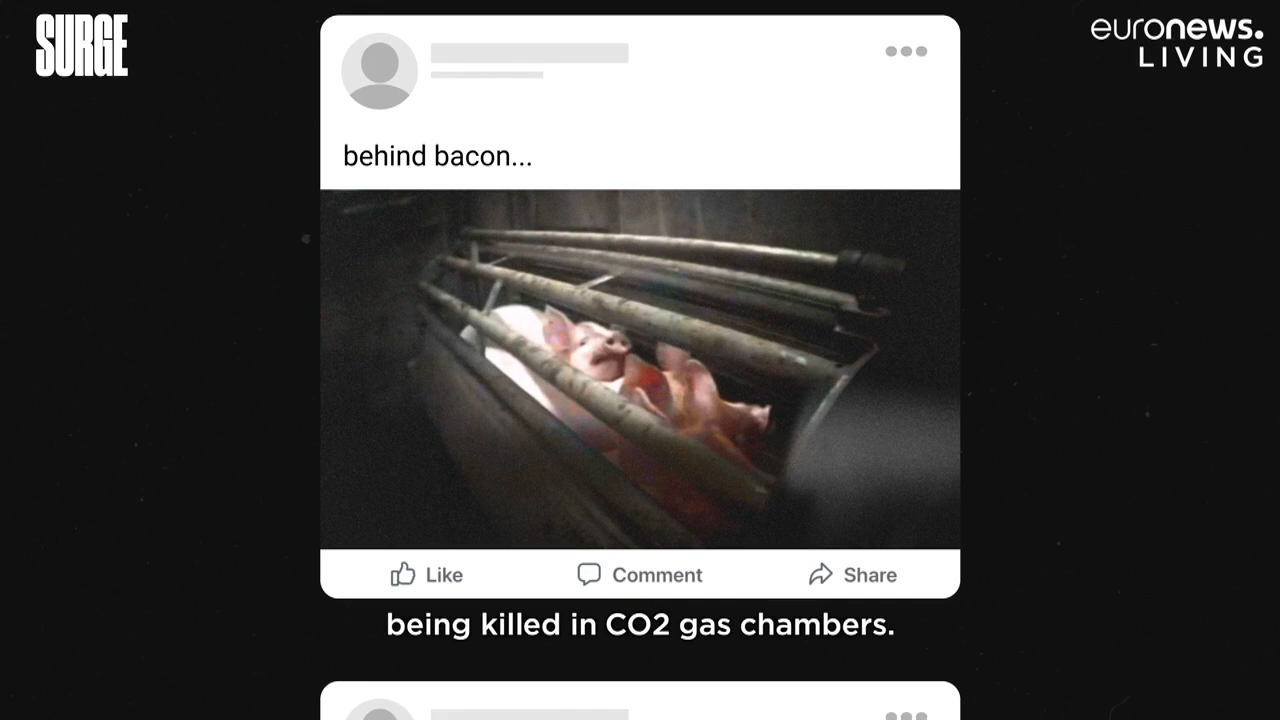 SURGE
euronews.
LIVING
behind bacon...
Like
Comment
Share
being killed in CO2 gas chambers.